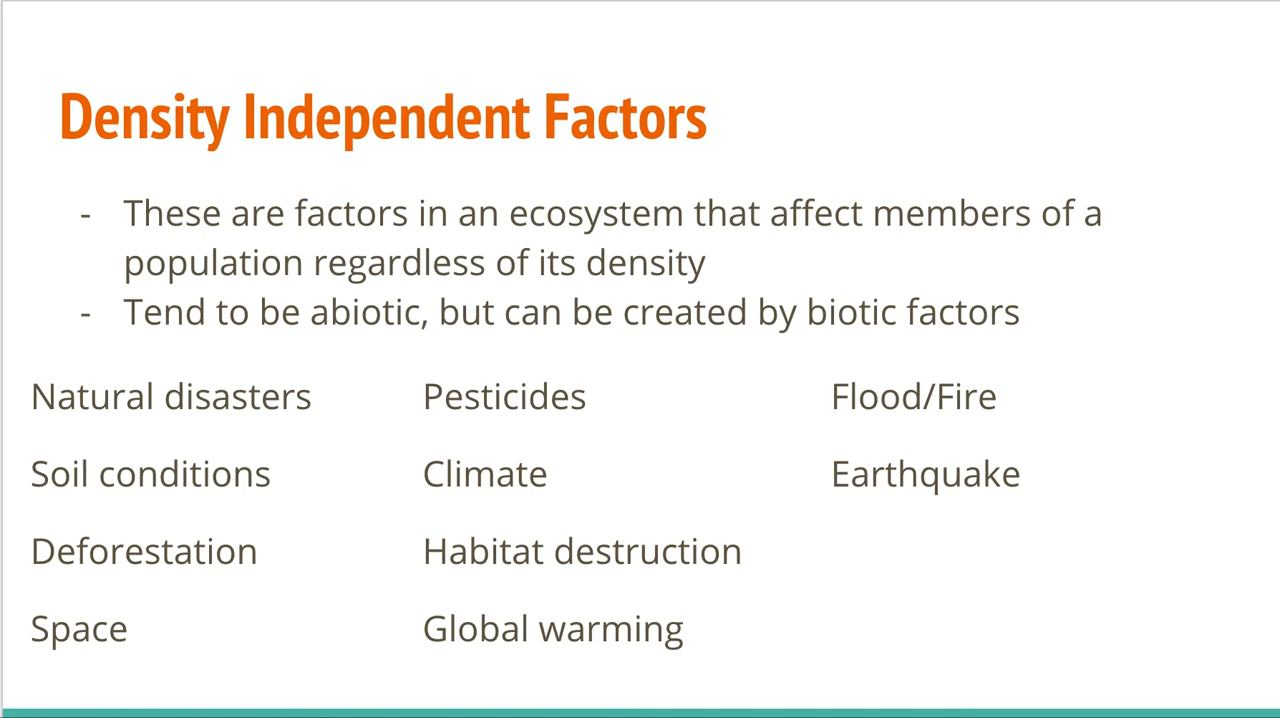 Density Independent Factors
- These are factors in an ecosystem that affect members of a
population regardless of its density
- Tend to be abiotic, but can be created by biotic factors
Natural disasters Pesticides Flood/Fire
Soil conditions Climate Earthquake
Deforestation Habitat destruction
Space Global warming